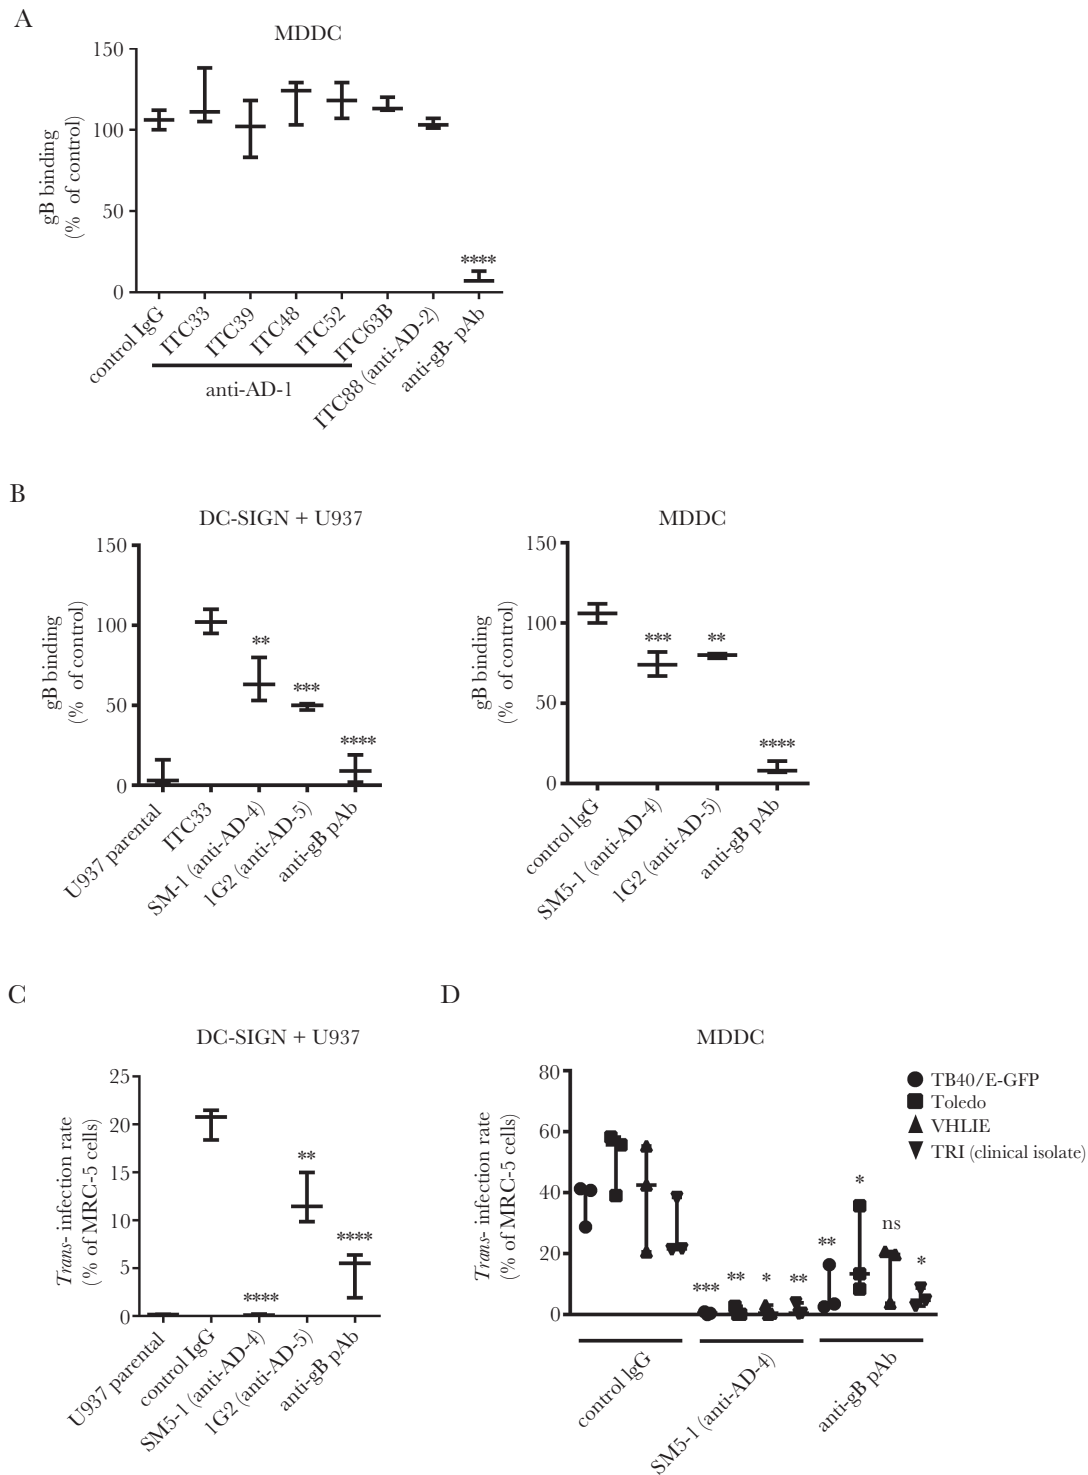 A
MDDC
gB binding
(% of control)
150
100
50
0
control IgG
ITC33
ITC39
ITC48
ITC52
ITC63B
ITC88 (anti-AD-2)
anti-gB- pAb
****
anti-AD-1
B
DC-SIGN + U937
gB binding
(% of control)
150
100
50
0
**
***
****
U937 parental
ITC33
SM-1 (anti-AD-4)
1G2 (anti-AD-5)
anti-gB pAb
MDDC
gB binding
(% of control)
150
100
50
0
***
**
****
control IgG
SM5-1 (anti-AD-4)
1G2 (anti-AD-5)
anti-gB pAb
C
DC-SIGN + U937
Trans- infection rate
(% of MRC-5 cells)
25
20
15
10
5
0
****
**
****
U937 parental
control IgG
SM5-1 (anti-AD-4)
1G2 (anti-AD-5)
anti-gB pAb
D
MDDC
Trans- infection rate
(% of MRC-5 cells)
80
60
40
20
0
TB40/E-GFP
Toledo
VHLIE
TRI (clinical isolate)
***
**
*
**
**
*
ns
*
control IgG
SM5-1 (anti-AD-4)
anti-gB pAb